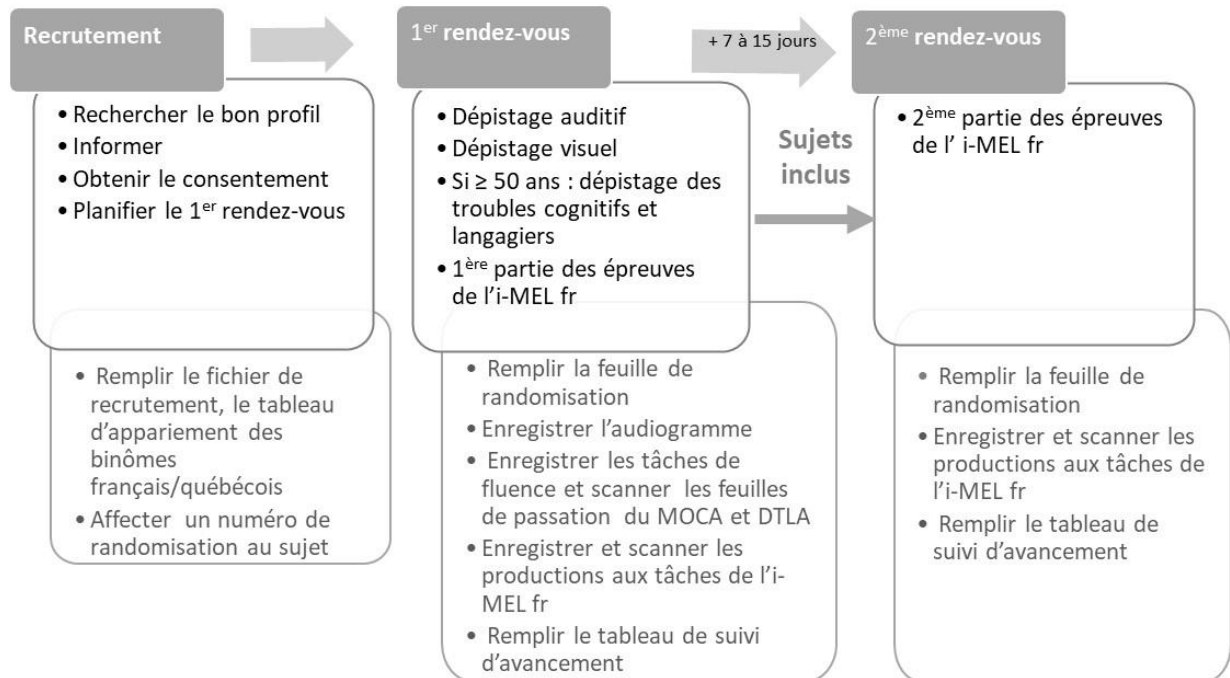 Recrutement
• Rechercher le bon profil
• Informer
• Obtenir le consentement
• Planifier le 1er rendez-vous
• Remplir le fichier de
recrutement, le tableau
d’appariement des
binômes
français/québécois
• Affecter un numéro de
randomisation au sujet
1er rendez-vous
• Dépistage auditif
• Dépistage visuel
• Si ≥ 50 ans : dépistage des
troubles cognitifs et
langagiers
• 1ère partie des épreuves
de l’i-MEL fr
• Remplir la feuille de
randomisation
• Enregistrer l’audiogramme
• Enregistrer les tâches de
fluence et scanner les feuilles
de passation du MOCA et DTLA
• Enregistrer et scanner les
productions aux tâches de l’i-
MEL fr
• Remplir le tableau de suivi
d’avancement
+ 7 à 15 jours
Sujets
inclus
2ème rendez-vous
• 2ème partie des épreuves
de l’ i-MEL fr
• Remplir la feuille de
randomisation
• Enregistrer et scanner les
productions aux tâches de
l’i-MEL fr
• Remplir le tableau de
suivi d’avancement